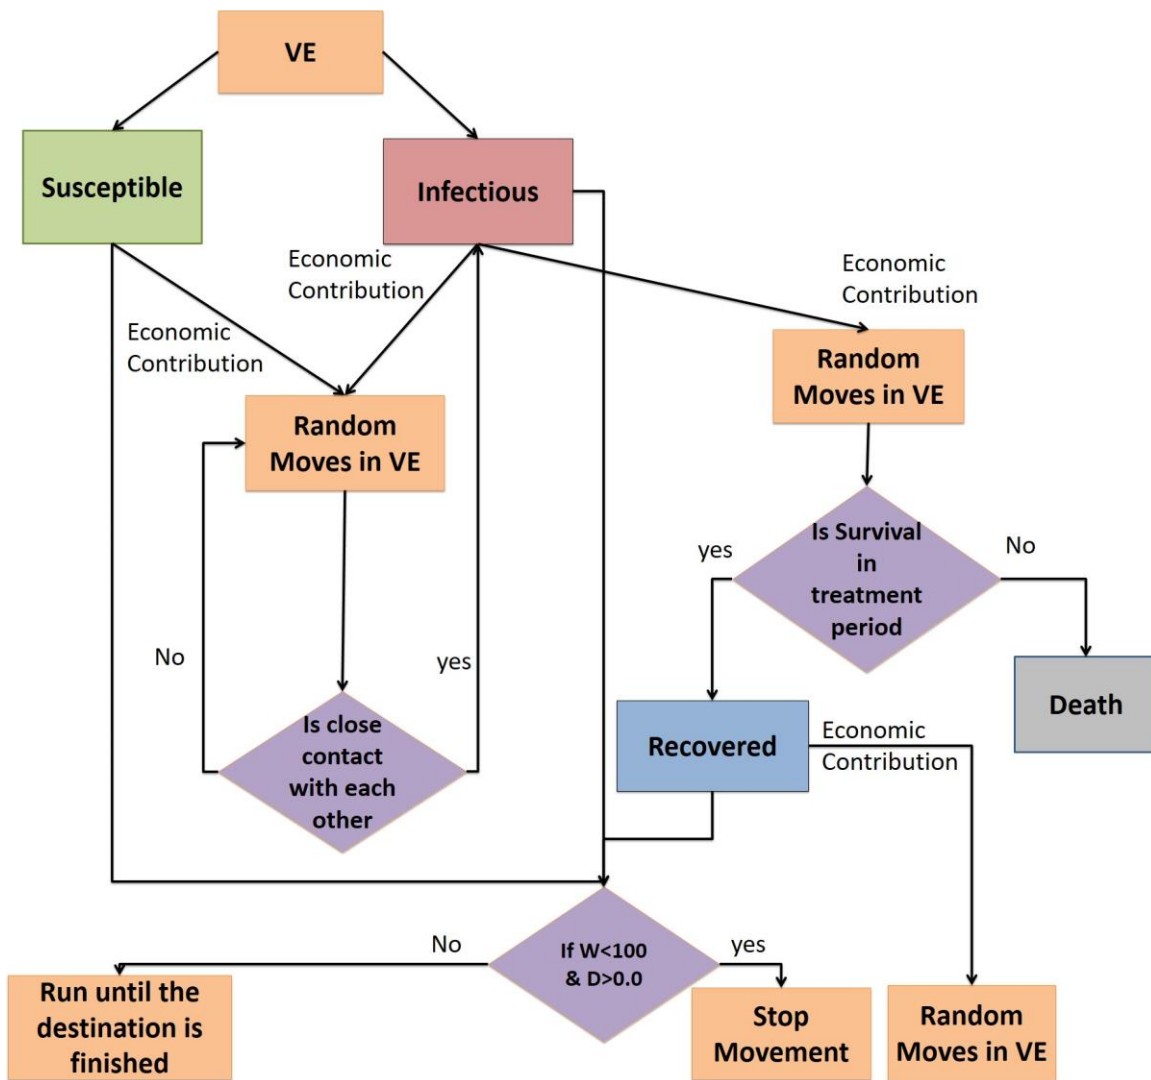 VE
Susceptible
Infectious
Economic
Contribution
Economic
Contribution
Economic
Contribution
Random
Moves in VE
Random
Moves in VE
Is Survival
in
treatment
period
yes
No
No
yes
Death
Is close
contact
with each
other
Recovered
Economic
Contribution
If W<100
& D>0.0
No
yes
Run until the
destination is
finished
Stop
Movement
Random
Moves in VE